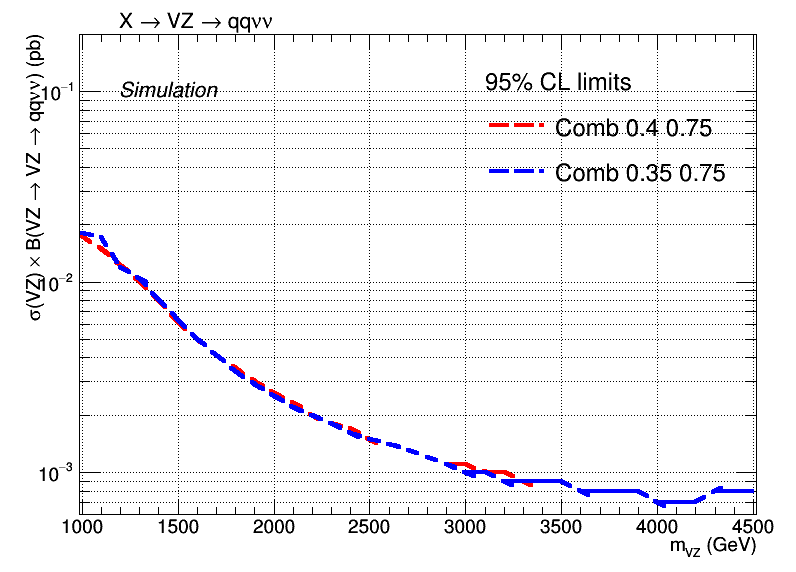 X → VZ → qqνν
σ(VZ) × B(VZ → VZ → qqνν) (pb)
Simulation
95% CL limits
Comb 0.4 0.75
Comb 0.35 0.75
10⁻¹
10⁻²
10⁻³
1000 1500 2000 2500 3000 3500 4000 4500
m_VZ (GeV)